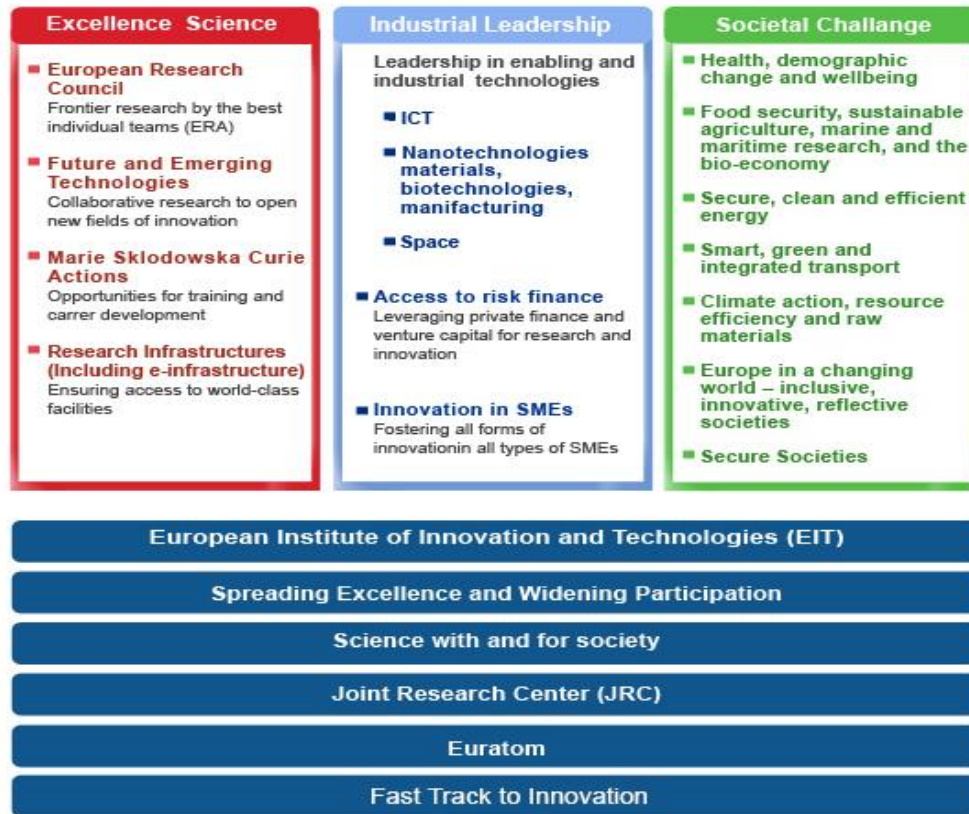 Excellence Science
European Research
Council
Frontier research by the best
individual teams (ERA)
Future and Emerging
Technologies
Collaborative research to open
new fields of innovation
Marie Sklodowska Curie
Actions
Opportunities for training and
carrer development
Research Infrastructures
(Including e-infrastructure)
Ensuring access to world-class
facilities
Industrial Leadership
Leadership in enabling and
industrial technologies
ICT
Nanotechnologies
materials,
biotechnologies,
manifacturing
Space
Access to risk finance
Leveraging private finance and
venture capital for research and
innovation
Innovation in SMEs
Fostering all forms of
innovationin all types of SMEs
Societal Challange
Health, demographic
change and wellbeing
Food security, sustainable
agriculture, marine and
maritime research, and the
bio-economy
Secure, clean and efficient
energy
Smart, green and
integrated transport
Climate action, resource
efficiency and raw
materials
Europe in a changing
world – inclusive,
innovative, reflective
societies
Secure Societies
European Institute of Innovation and Technologies (EIT)
Spreading Excellence and Widening Participation
Science with and for society
Joint Research Center (JRC)
Euratom
Fast Track to Innovation